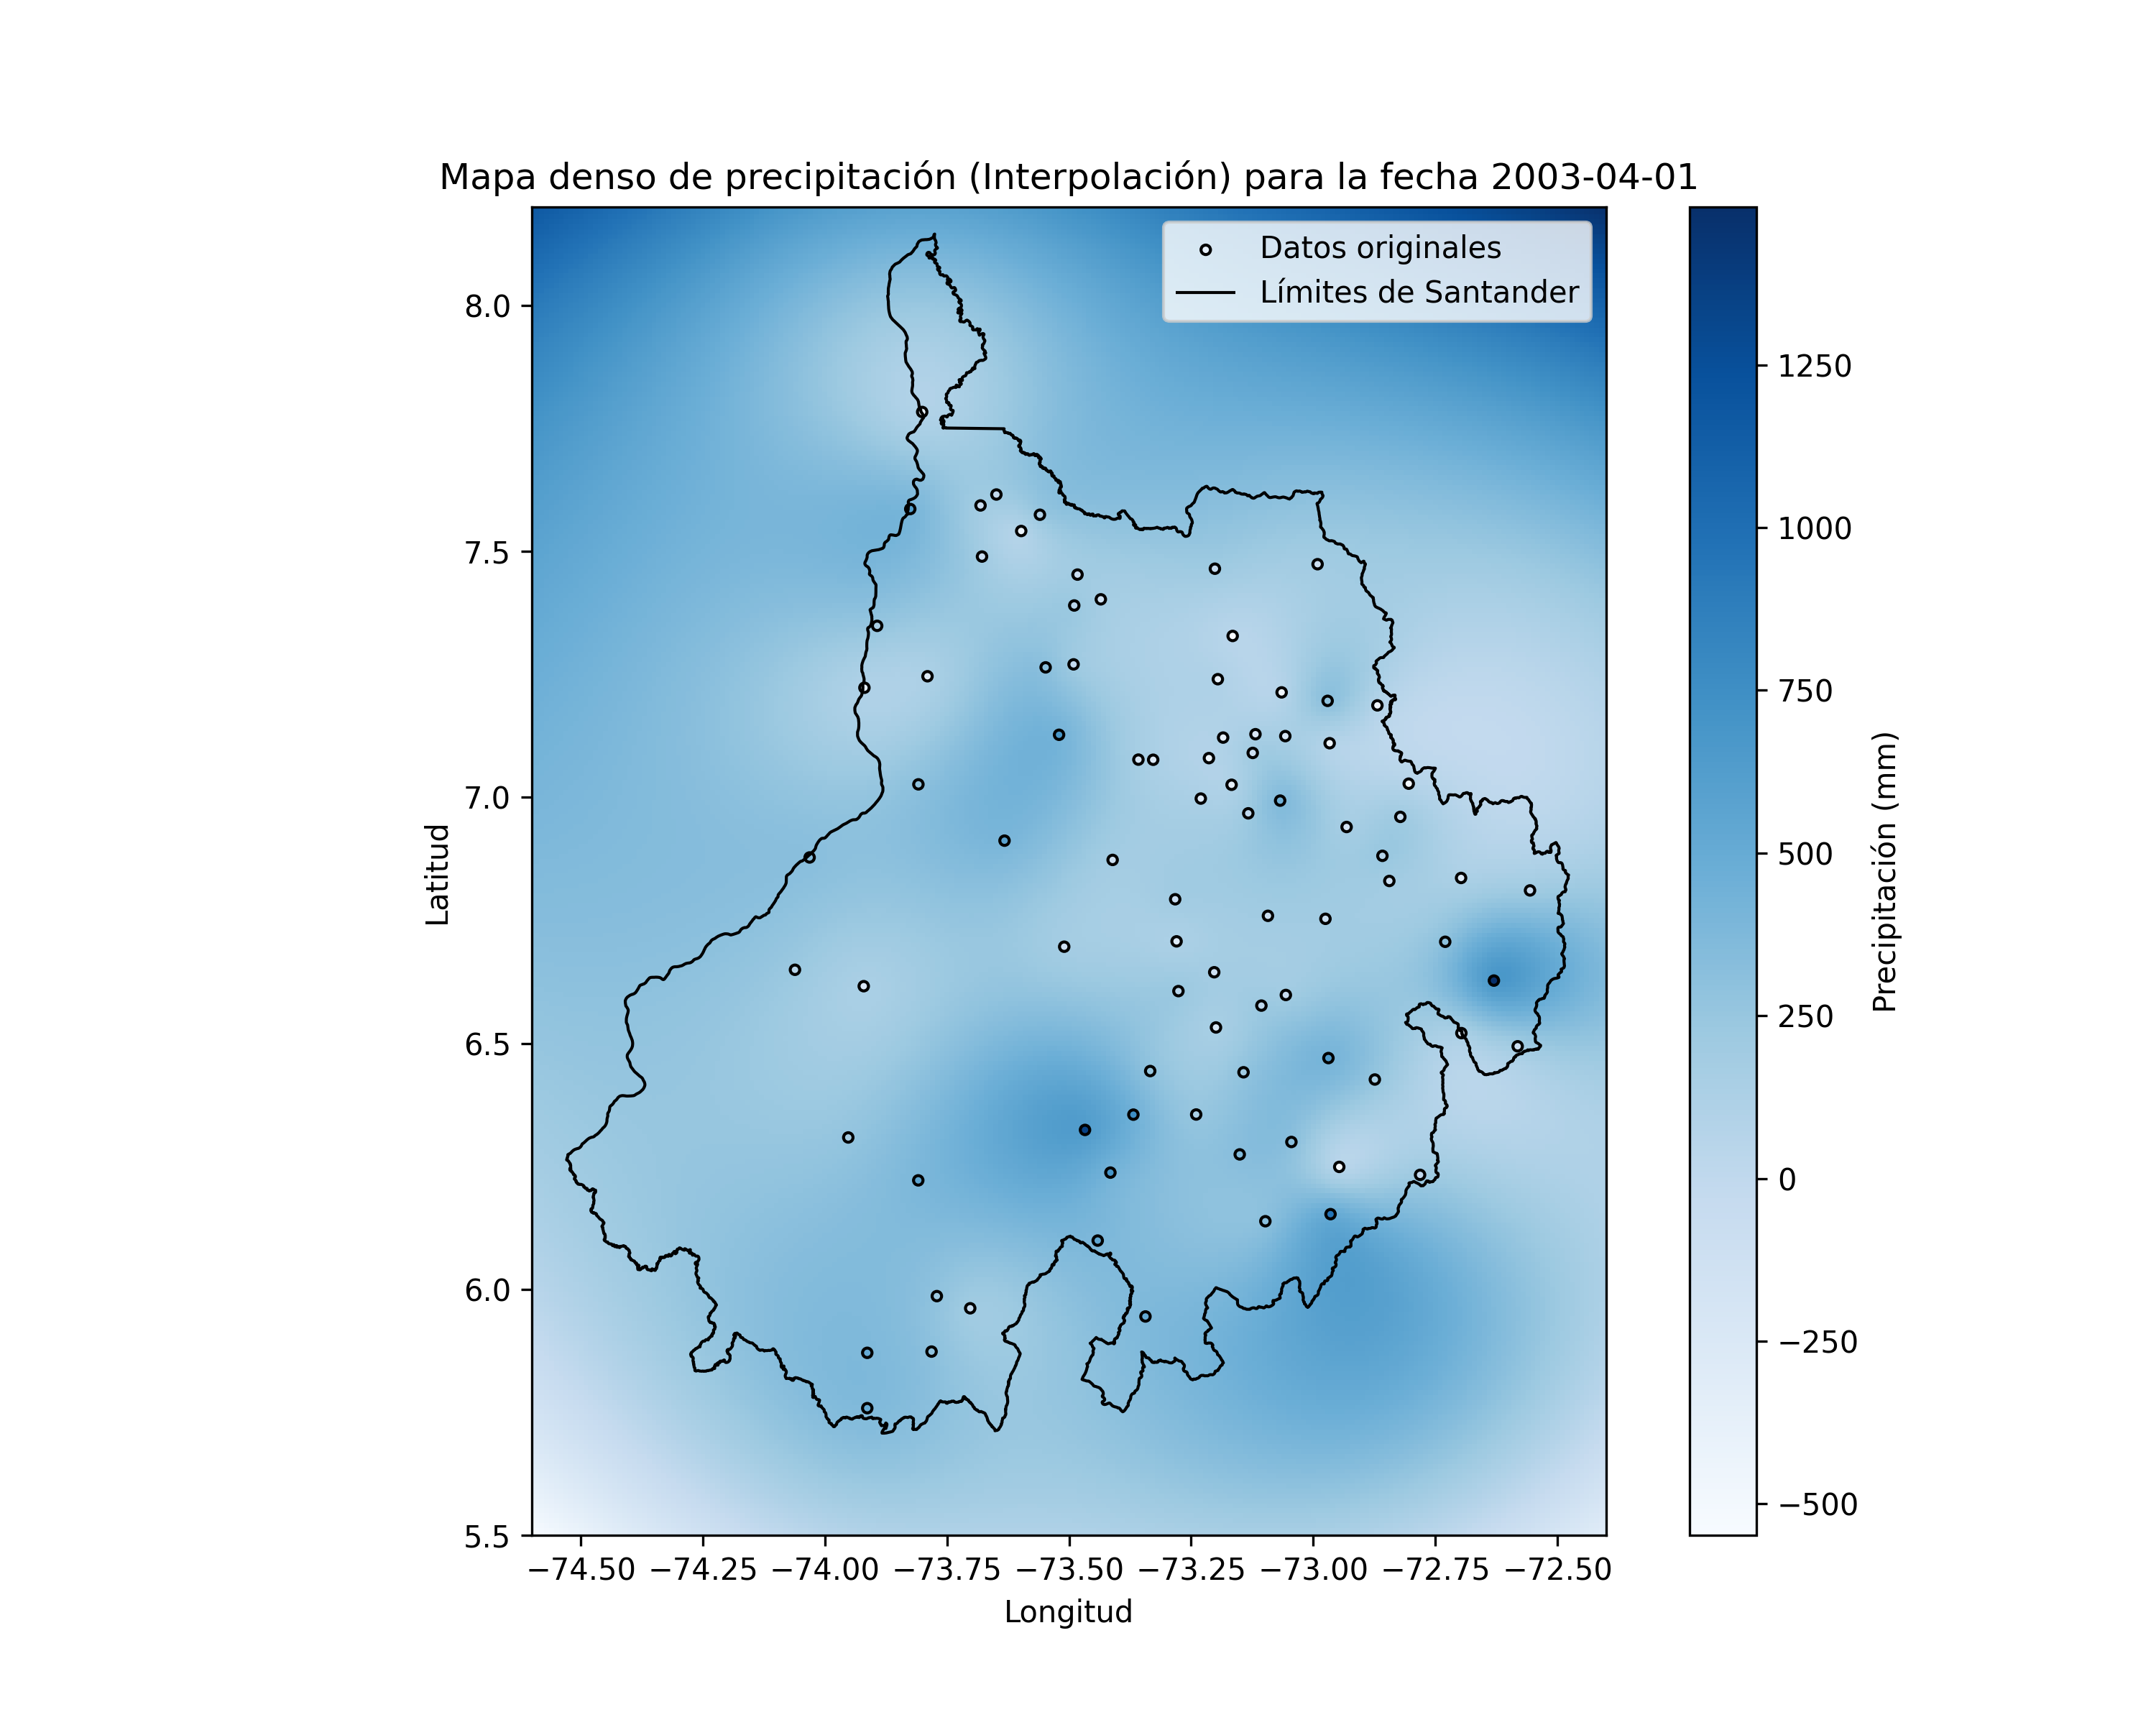 Mapa denso de precipitación (Interpolación) para la fecha 2003-04-01
Datos originales
Límites de Santander
8.0
7.5
7.0
6.5
6.0
5.5
Latitud
−74.50 −74.25 −74.00 −73.75 −73.50 −73.25 −73.00 −72.75 −72.50
Longitud
1250
1000
750
500
250
0
−250
−500
Precipitación (mm)